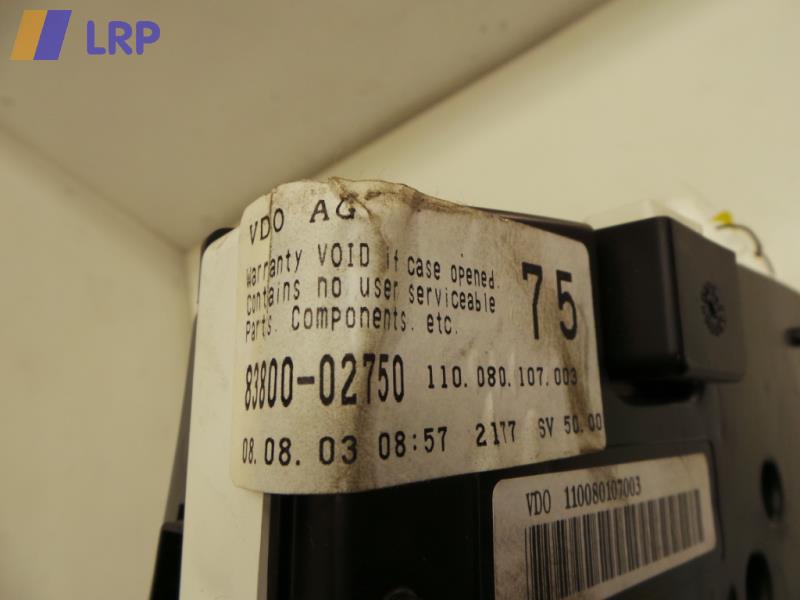 LRP
VDO AG
Warranty VOID if case opened.
Contains no user serviceable
Parts. Components. etc.
75
83800-02750 110.080.107.003
08.08.03 08:57 2177 SV 50.00
VDO 110080107003